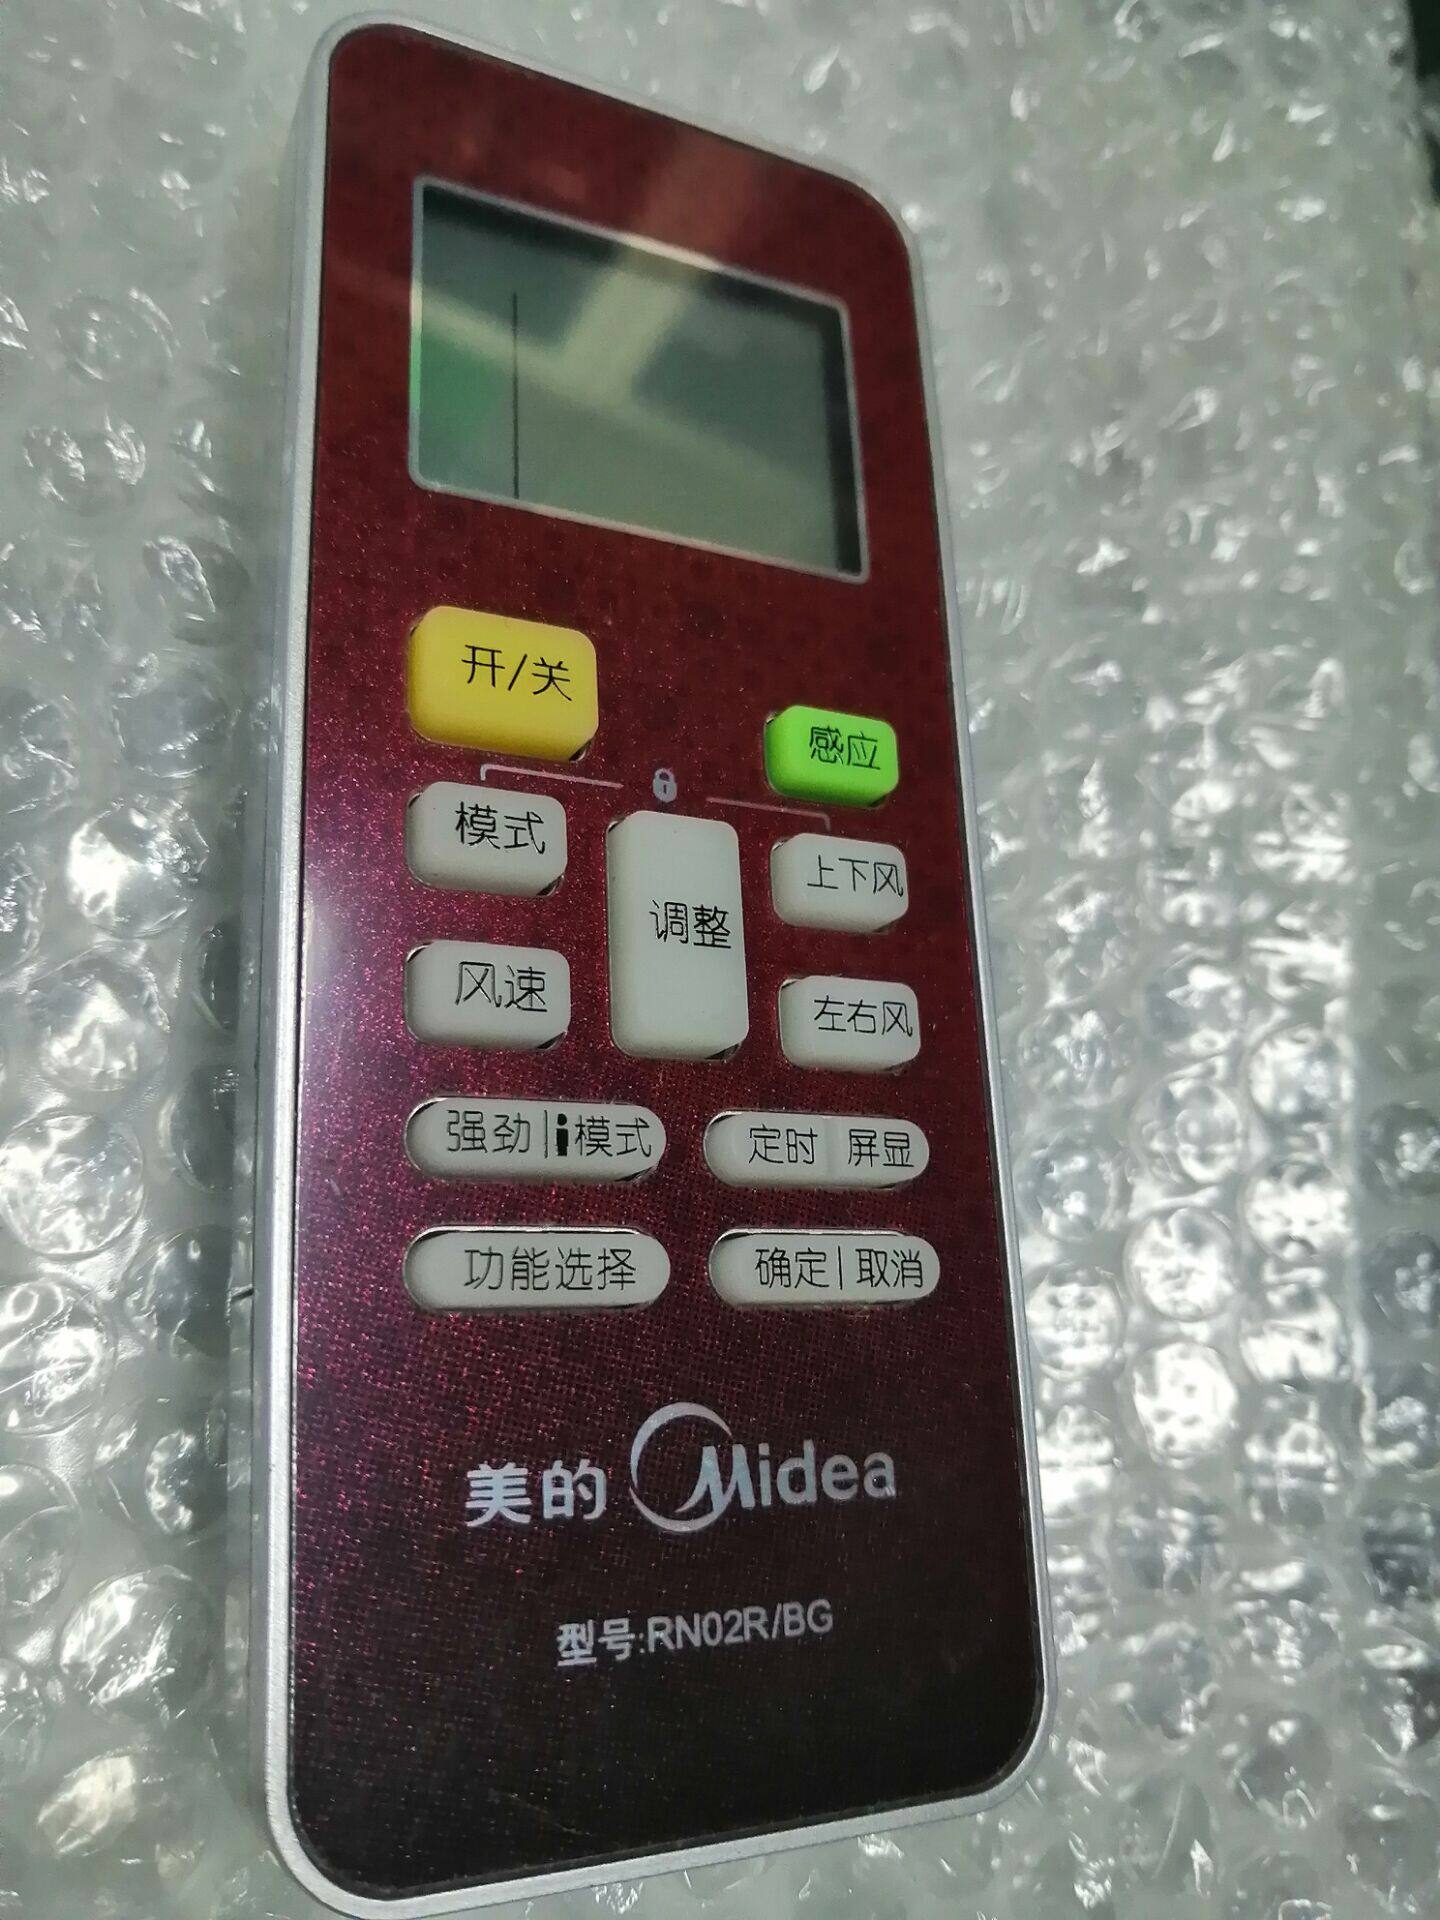 开/关
感应
模式
调整
上下风
风速
左右风
强劲|i模式
定时 屏显
功能选择
确定|取消
美的 Midea
型号:RN02R/BG